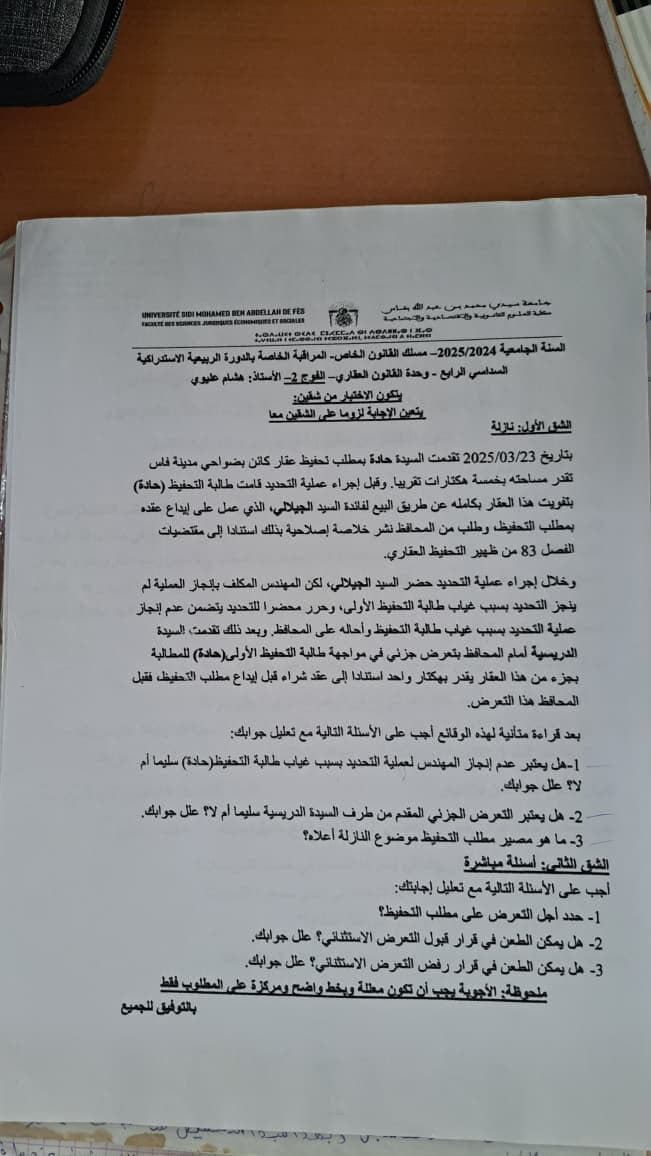 جامعة سيدي محمد بن عبد الله بفاس
كلية العلوم القانونية والاقتصادية والاجتماعية
UNIVERSITÉ SIDI MOHAMED BEN ABDELLAH DE FÈS
FACULTÉ DES SCIENCES JURIDIQUES ÉCONOMIQUES ET SOCIALES
السنة الجامعية 2025/2024– مسلك القانون الخاص- المراقبة الخاصة بالدورة الربيعية الاستدراكية
السداسي الرابع - وحدة القانون العقاري– الفوج 2– الأستاذ: هشام عليوي
يتكون الاختبار من شقين:
يتعين الإجابة لزوما على الشقين معا
الشق الأول: نازلة
بتاريخ 2025/03/23 تقدمت السيدة حادة بمطلب تحفيظ عقار كائن بضواحي مدينة فاس
تقدر مساحته بخمسة هكتارات تقريبا. وقبل إجراء عملية التحديد قامت طالبة التحفيظ (حادة)
بتفويت هذا العقار بكامله عن طريق البيع لفائدة السيد الجيلالي، الذي عمل على إيداع عقده
بمطلب التحفيظ، وطلب من المحافظ نشر خلاصة إصلاحية بذلك استنادا إلى مقتضيات
الفصل 83 من ظهير التحفيظ العقاري.
وخلال إجراء عملية التحديد حضر السيد الجيلالي، لكن المهندس المكلف بإنجاز العملية لم
ينجز التحديد بسبب غياب طالبة التحفيظ الأولى، وحرر محضرا للتحديد يتضمن عدم إنجاز
عملية التحديد بسبب غياب طالبة التحفيظ وأحاله على المحافظ. وبعد ذلك تقدمت السيدة
الدريسية أمام المحافظ بتعرض جزئي في مواجهة طالبة التحفيظ الأولى(حادة) للمطالبة
بجزء من هذا العقار يقدر بهكتار واحد استنادا إلى عقد شراء قبل إيداع مطلب التحفيظ، فقبل
المحافظ هذا التعرض.
بعد قراءة متأنية لهذه الوقائع أجب على الأسئلة التالية مع تعليل جوابك:
1-هل يعتبر عدم إنجاز المهندس لعملية التحديد بسبب غياب طالبة التحفيظ(حادة) سليما أم
لا؟ علل جوابك.
2- هل يعتبر التعرض الجزئي المقدم من طرف السيدة الدريسية سليما أم لا؟ علل جوابك.
3- ما هو مصير مطلب التحفيظ موضوع النازلة أعلاه؟
الشق الثاني: أسئلة مباشرة
أجب على الأسئلة التالية مع تعليل إجابتك:
1- حدد أجل التعرض على مطلب التحفيظ؟
2- هل يمكن الطعن في قرار قبول التعرض الاستثنائي؟ علل جوابك.
3- هل يمكن الطعن في قرار رفض التعرض الاستثنائي؟ علل جوابك.
ملحوظة: الأجوبة يجب أن تكون معللة وبخط واضح ومركزة على المطلوب فقط
بالتوفيق للجميع